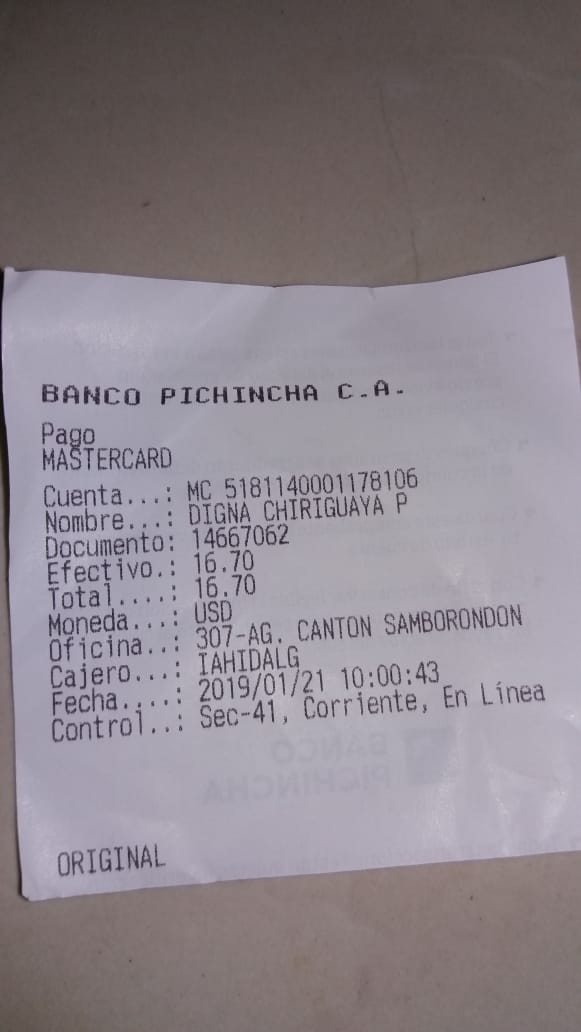 BANCO PICHINCHA C.A.
Pago
MASTERCARD
Cuenta...: MC 5181140001178106
Nombre...: DIGNA CHIRIGUAYA P
Documento: 14667062
Efectivo.: 16.70
Total....: 16.70
Moneda...: USD
Oficina..: 307-AG. CANTON SAMBORONDON
Cajero...: IAHIDALG
Fecha....: 2019/01/21 10:00:43
Control..: Sec-41, Corriente, En Línea
BANCO
PICHINCHA
ORIGINAL